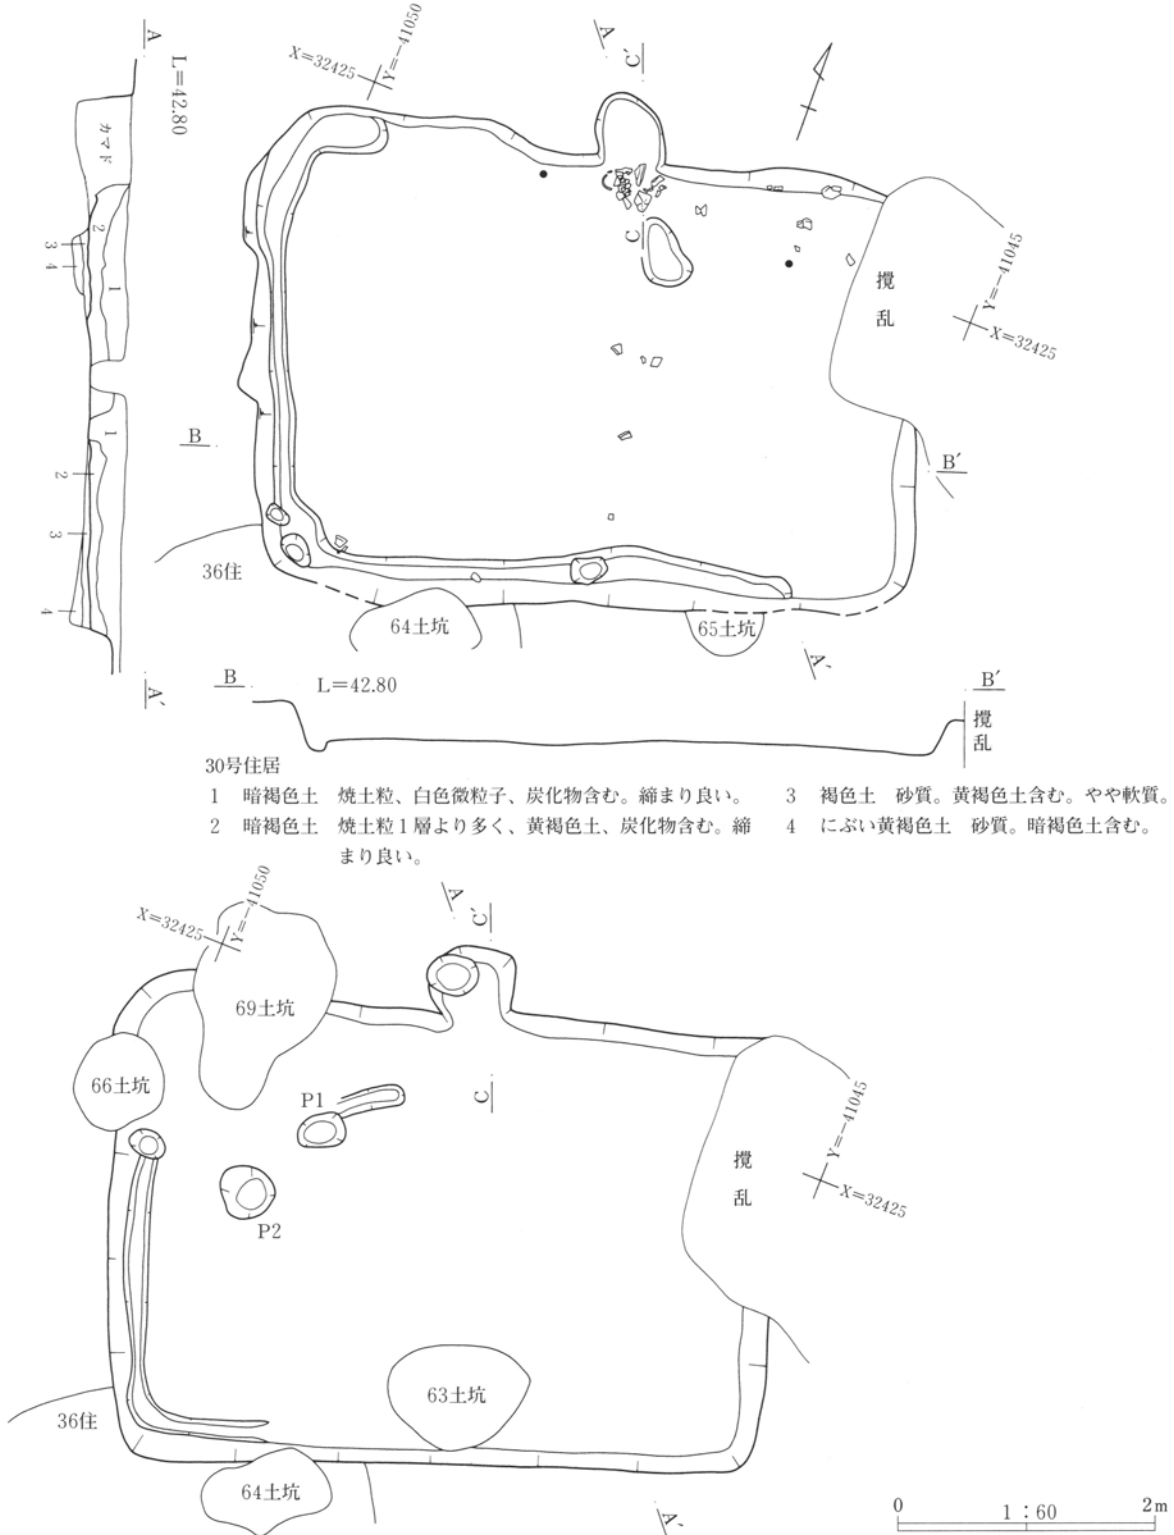 A
L=42.80
カマド
2
3
4
1
1
2
3
4
A′
X=32425
Y=-41050
A
C′
C
攪乱
Y=-41045
X=32425
B
B′
36住
64土坑
65土坑
A′
B
L=42.80
B′
攪乱
30号住居
1 暗褐色土 焼土粒、白色微粒子、炭化物含む。締まり良い。
2 暗褐色土 焼土粒1層より多く、黄褐色土、炭化物含む。締
まり良い。
3 褐色土 砂質。黄褐色土含む。やや軟質。
4 にぶい黄褐色土 砂質。暗褐色土含む。
X=32425
Y=-41050
A
C′
69土坑
66土坑
P1
C
P2
攪乱
Y=-41045
X=32425
63土坑
36住
64土坑
A′
0 1:60 2m